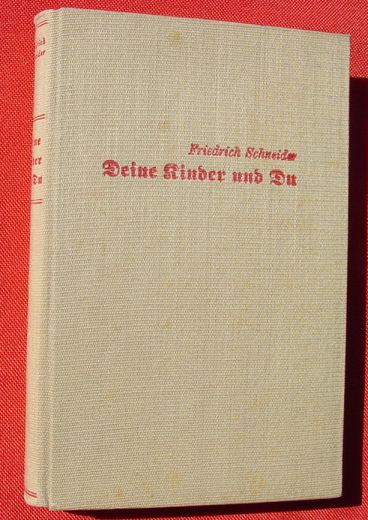 Friedrich Schneider
Deine Kinder und Du